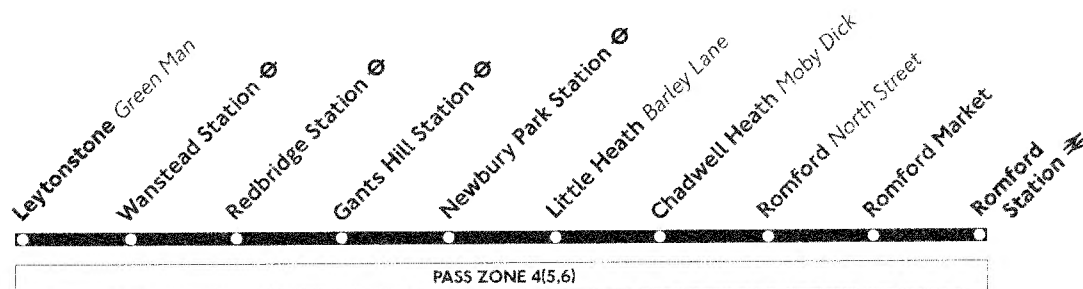 Leytonstone Green Man
Wanstead Station
Redbridge Station
Gants Hill Station
Newbury Park Station
Little Heath Barley Lane
Chadwell Heath Moby Dick
Romford North Street
Romford Market
Romford
Station
PASS ZONE 4(5,6)